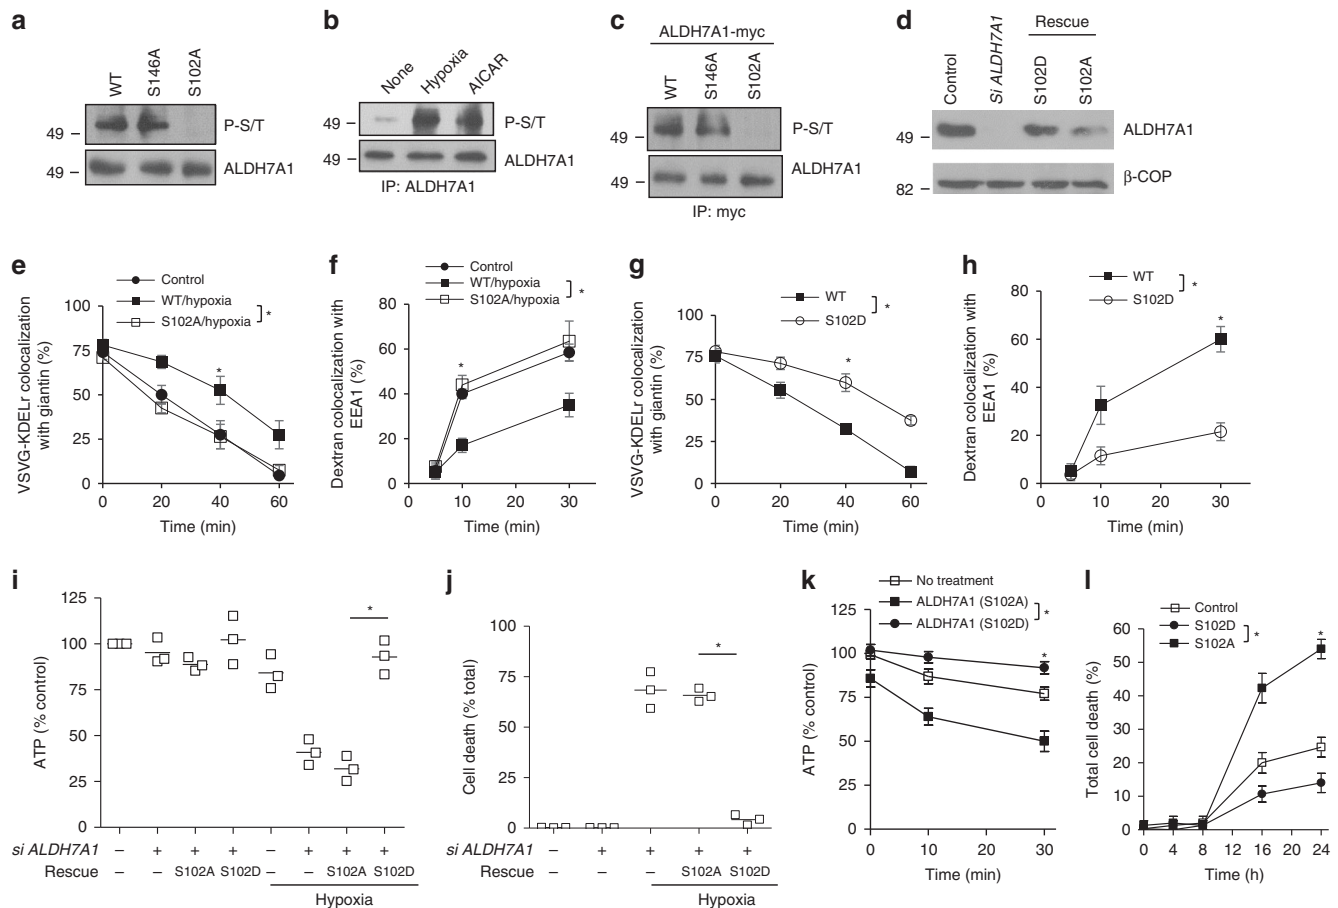 a
WT
S146A
S102A
49
P-S/T
49
ALDH7A1
b
None
Hypoxia
AICAR
49
P-S/T
49
ALDH7A1
IP: ALDH7A1
c
ALDH7A1-myc
WT
S146A
S102A
49
P-S/T
49
ALDH7A1
IP: myc
d
Rescue
Control
Si ALDH7A1
S102D
S102A
49
ALDH7A1
82
β-COP
e
Control
WT/hypoxia
S102A/hypoxia
*
VSVG-KDELr colocalization
with giantin (%)
100
75
50
25
0
*
0 20 40 60
Time (min)
f
Control
WT/hypoxia
S102A/hypoxia
*
Dextran colocalization with
EEA1 (%)
80
60
40
20
0
*
0 10 20 30
Time (min)
g
WT
S102D
*
VSVG-KDELr colocalization
with giantin (%)
100
75
50
25
0
*
0 20 40 60
Time (min)
h
WT
S102D
*
Dextran colocalization with
EEA1 (%)
80
60
40
20
0
*
0 10 20 30
Time (min)
i
ATP (% control)
125
100
75
50
25
0
*
si ALDH7A1 – + + + – + + +
Rescue – – S102A S102D – – S102A S102D
Hypoxia
j
Cell death (% total)
100
75
50
25
0
*
si ALDH7A1 – + + + +
Rescue – – – S102A S102D
Hypoxia
k
No treatment
ALDH7A1 (S102A)
ALDH7A1 (S102D)
*
ATP (% control)
125
100
75
50
25
0
*
0 10 20 30
Time (min)
l
Control
S102D
S102A
*
Total cell death (%)
60
50
40
30
20
10
0
*
0 4 8 12 16 20 24
Time (h)